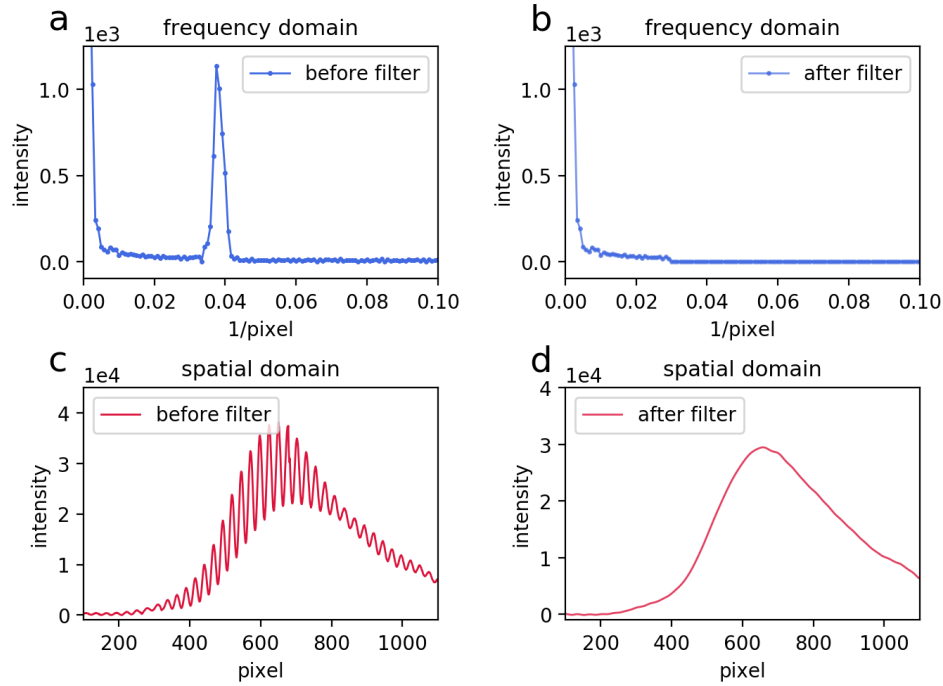 a
frequency domain
1e3
before filter
1.0
0.5
0.0
intensity
0.00 0.02 0.04 0.06 0.08 0.10
1/pixel
b
frequency domain
1e3
after filter
1.0
0.5
0.0
intensity
0.00 0.02 0.04 0.06 0.08 0.10
1/pixel
c
spatial domain
1e4
before filter
4
3
2
1
0
intensity
200 400 600 800 1000
pixel
d
spatial domain
1e4
after filter
4
3
2
1
0
intensity
200 400 600 800 1000
pixel